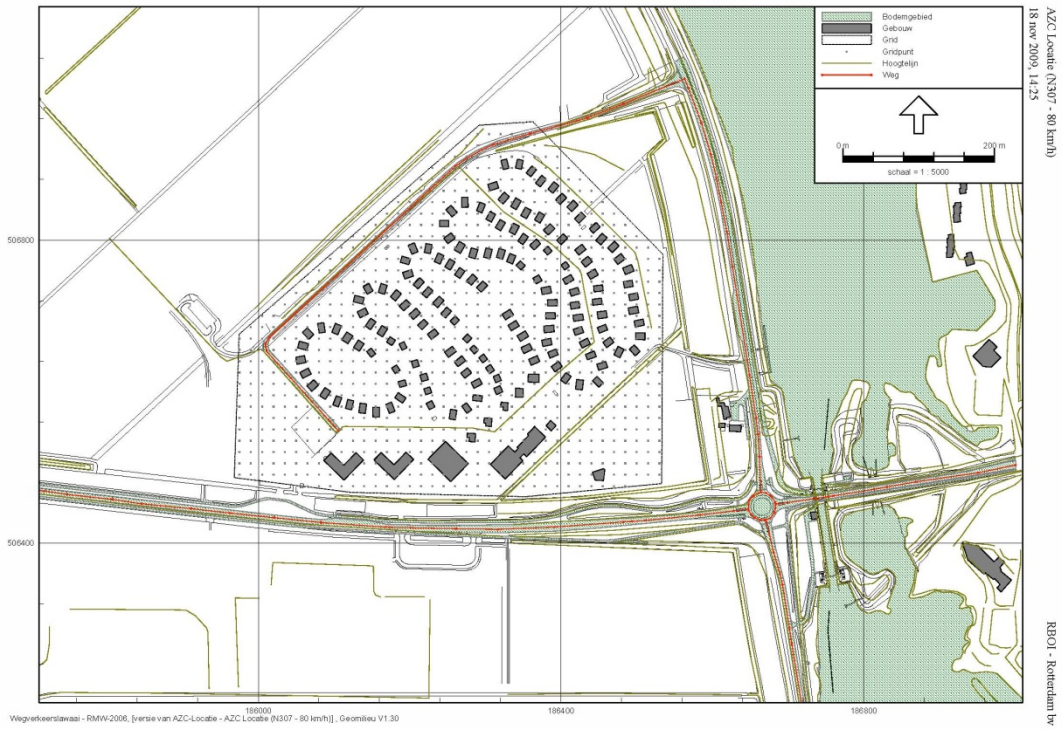 AZC Locatie (N307 - 80 km/h)
18 nov 2009, 14:25
Bodemgebied
Gebouw
Grid
Gridpunt
Hoogtelijn
Weg
0 m
200 m
schaal = 1 : 5000
506800
506400
186000
186400
186800
Wegverkeerslawaai - RMW-2006, [versie van AZC-Locatie - AZC Locatie (N307 - 80 km/h)] , Geomilieu V1.30
RBOI - Rotterdam bv